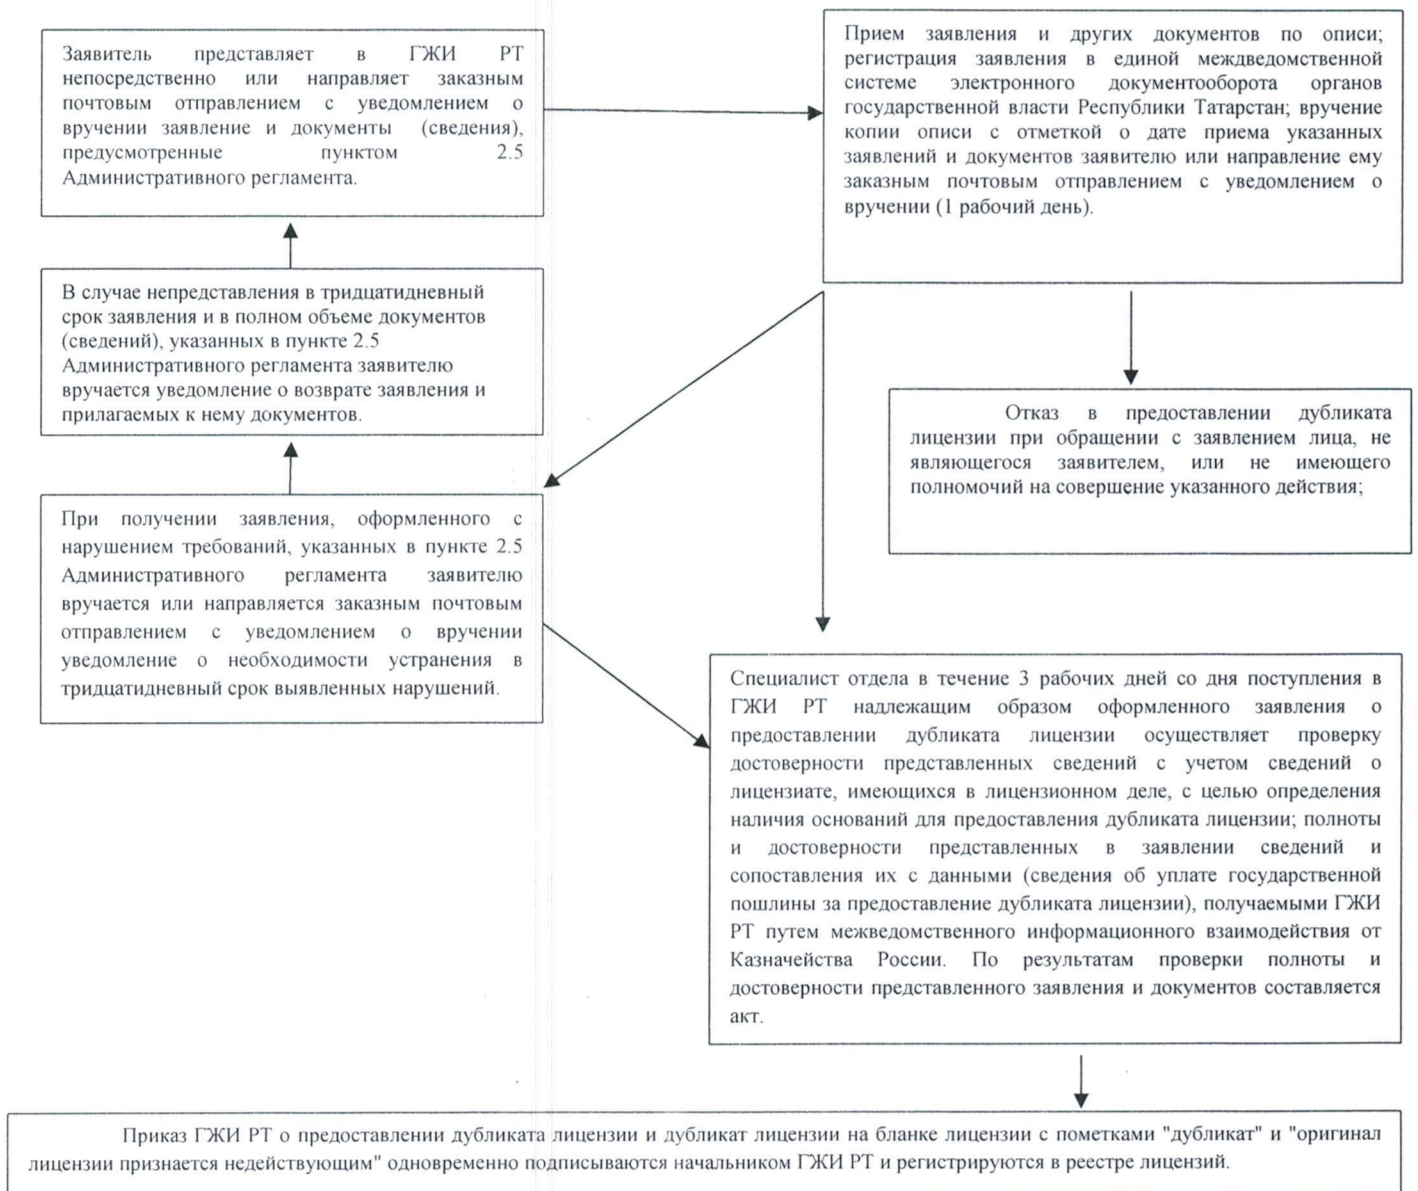 Заявитель представляет в ГЖИ РТ
непосредственно или направляет заказным
почтовым отправлением с уведомлением о
вручении заявление и документы (сведения),
предусмотренные пунктом 2.5
Административного регламента.
Прием заявления и других документов по описи;
регистрация заявления в единой междведомственной
системе электронного документооборота органов
государственной власти Республики Татарстан; вручение
копии описи с отметкой о дате приема указанных
заявлений и документов заявителю или направление ему
заказным почтовым отправлением с уведомлением о
вручении (1 рабочий день).
В случае непредставления в тридцатидневный
срок заявления и в полном объеме документов
(сведений), указанных в пункте 2.5
Административного регламента заявителю
вручается уведомление о возврате заявления и
прилагаемых к нему документов.
Отказ в предоставлении дубликата
лицензии при обращении с заявлением лица, не
являющегося заявителем, или не имеющего
полномочий на совершение указанного действия;
При получении заявления, оформленного с
нарушением требований, указанных в пункте 2.5
Административного регламента заявителю
вручается или направляется заказным почтовым
отправлением с уведомлением о вручении
уведомление о необходимости устранения в
тридцатидневный срок выявленных нарушений.
Специалист отдела в течение 3 рабочих дней со дня поступления в
ГЖИ РТ надлежащим образом оформленного заявления о
предоставлении дубликата лицензии осуществляет проверку
достоверности представленных сведений с учетом сведений о
лицензиате, имеющихся в лицензионном деле, с целью определения
наличия оснований для предоставления дубликата лицензии; полноты
и достоверности представленных в заявлении сведений и
сопоставления их с данными (сведения об уплате государственной
пошлины за предоставление дубликата лицензии), получаемыми ГЖИ
РТ путем межведомственного информационного взаимодействия от
Казначейства России. По результатам проверки полноты и
достоверности представленного заявления и документов составляется
акт.
Приказ ГЖИ РТ о предоставлении дубликата лицензии и дубликат лицензии на бланке лицензии с пометками "дубликат" и "оригинал
лицензии признается недействующим" одновременно подписываются начальником ГЖИ РТ и регистрируются в реестре лицензий.